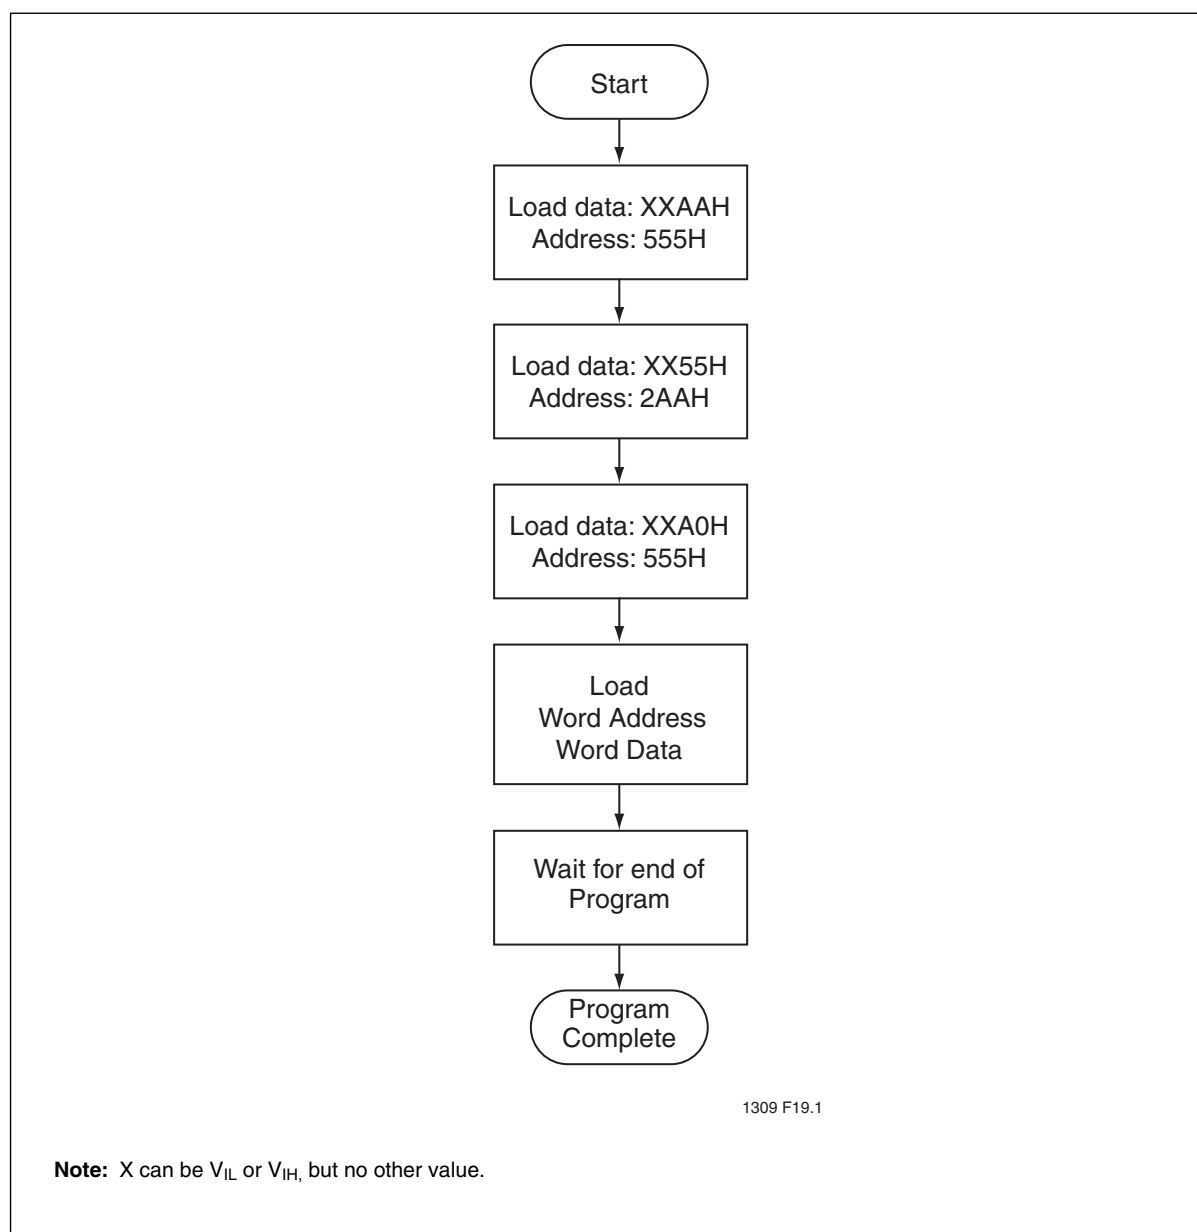 Start
Load data: XXAAH
Address: 555H
Load data: XX55H
Address: 2AAH
Load data: XXA0H
Address: 555H
Load
Word Address
Word Data
Wait for end of
Program
Program
Complete
1309 F19.1
Note: X can be VIL or VIH, but no other value.